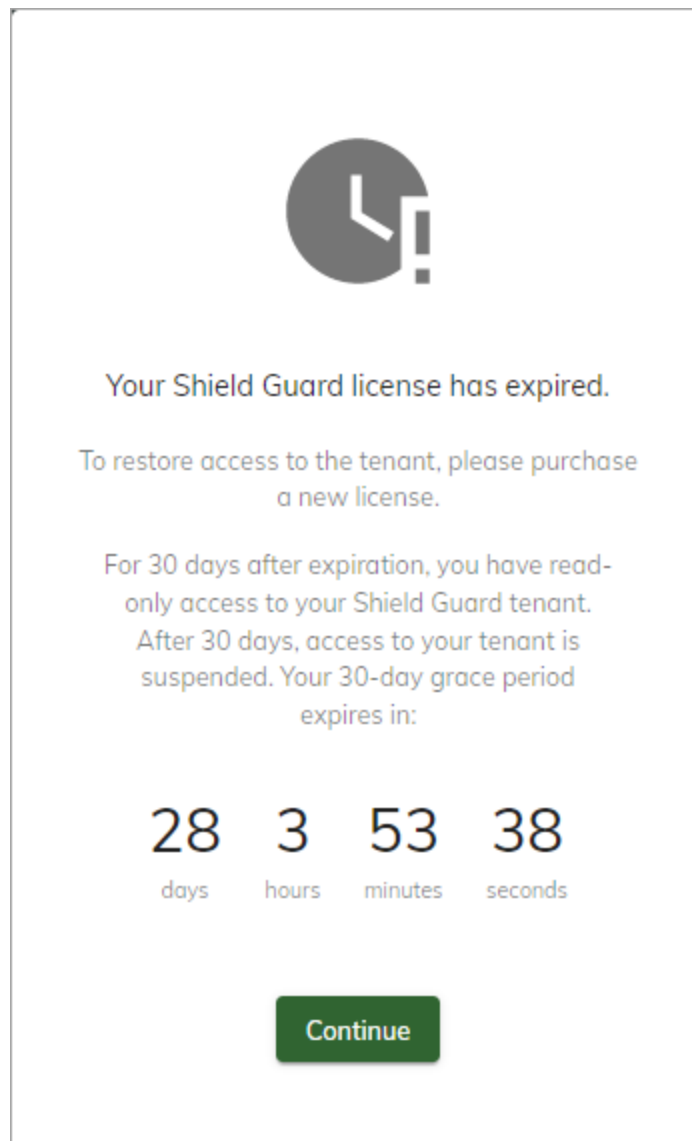 Your Shield Guard license has expired.
To restore access to the tenant, please purchase
a new license.
For 30 days after expiration, you have read-
only access to your Shield Guard tenant.
After 30 days, access to your tenant is
suspended. Your 30-day grace period
expires in:
28 3 53 38
days hours minutes seconds
Continue